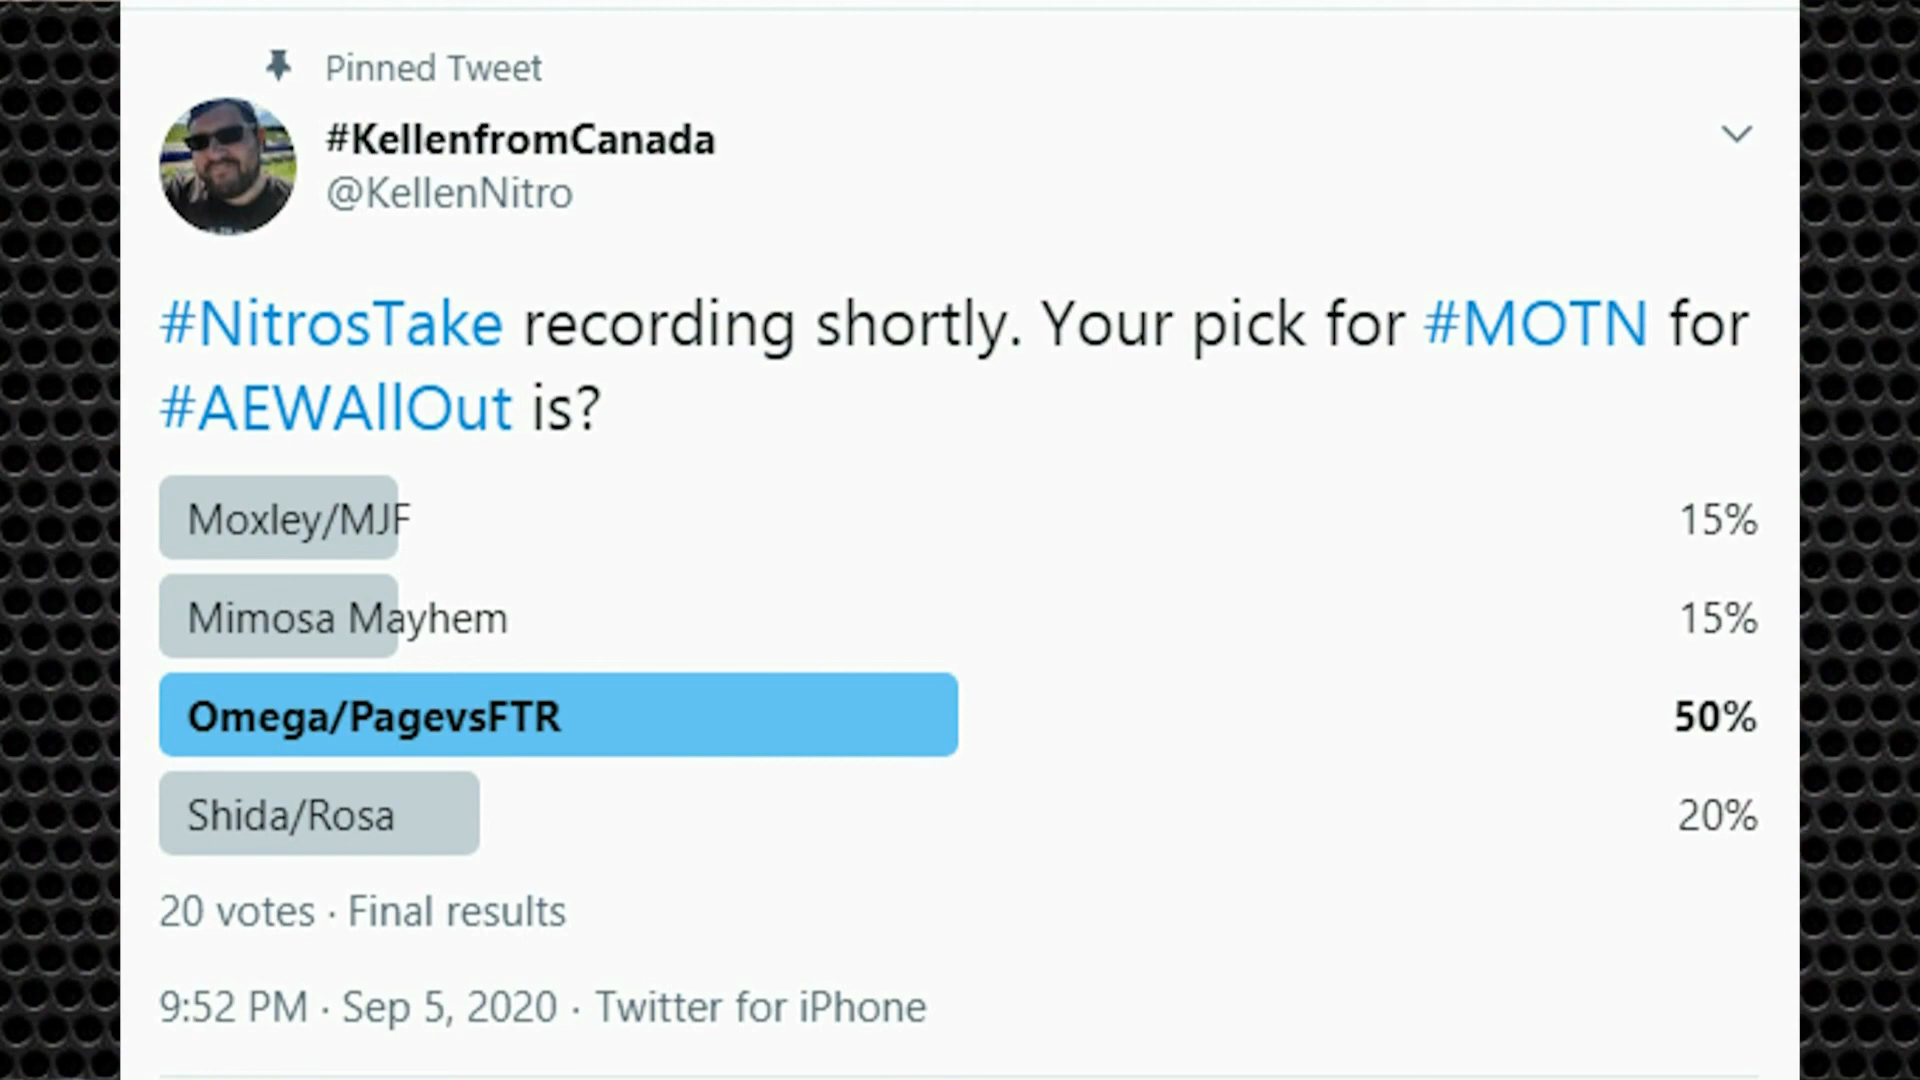 Pinned Tweet
#KellenfromCanada
@KellenNitro
#NitrosTake recording shortly. Your pick for #MOTN for
#AEWAllOut is?
Moxley/MJF 15%
Mimosa Mayhem 15%
Omega/PagevsFTR 50%
Shida/Rosa 20%
20 votes · Final results
9:52 PM · Sep 5, 2020 · Twitter for iPhone